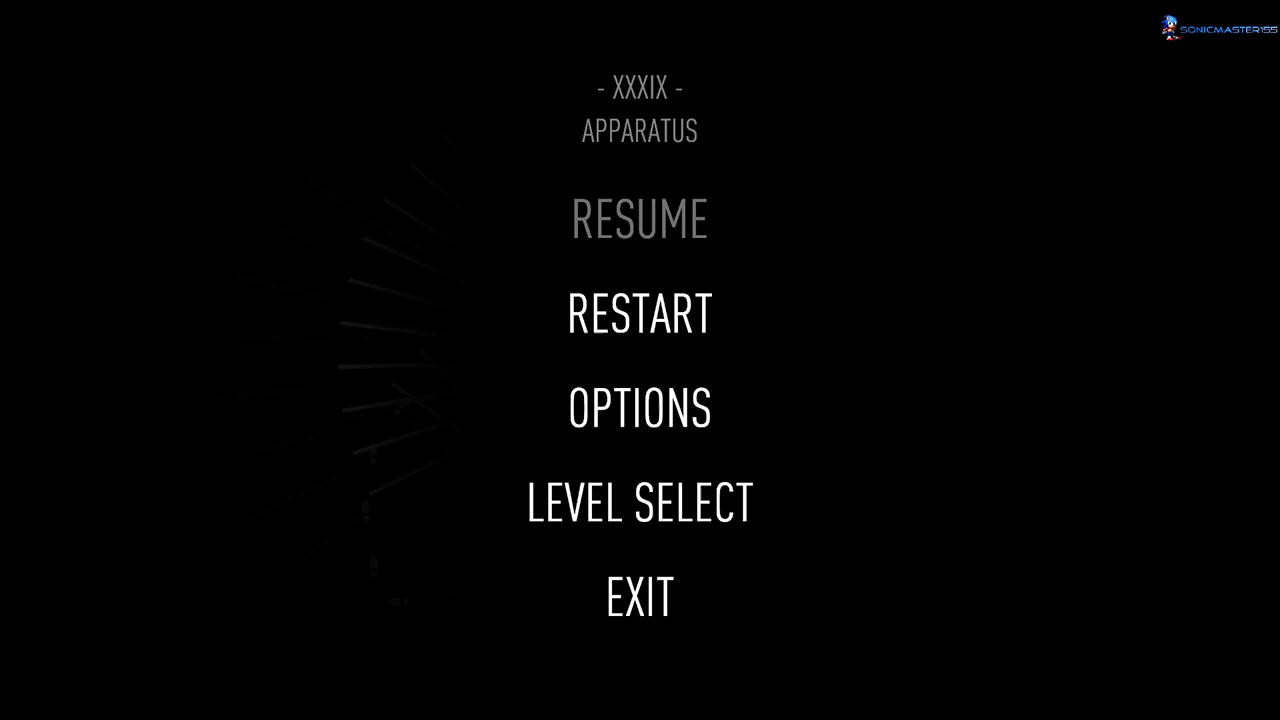 SONICMASTER155
- XXXIX -
APPARATUS
RESUME
RESTART
OPTIONS
LEVEL SELECT
EXIT